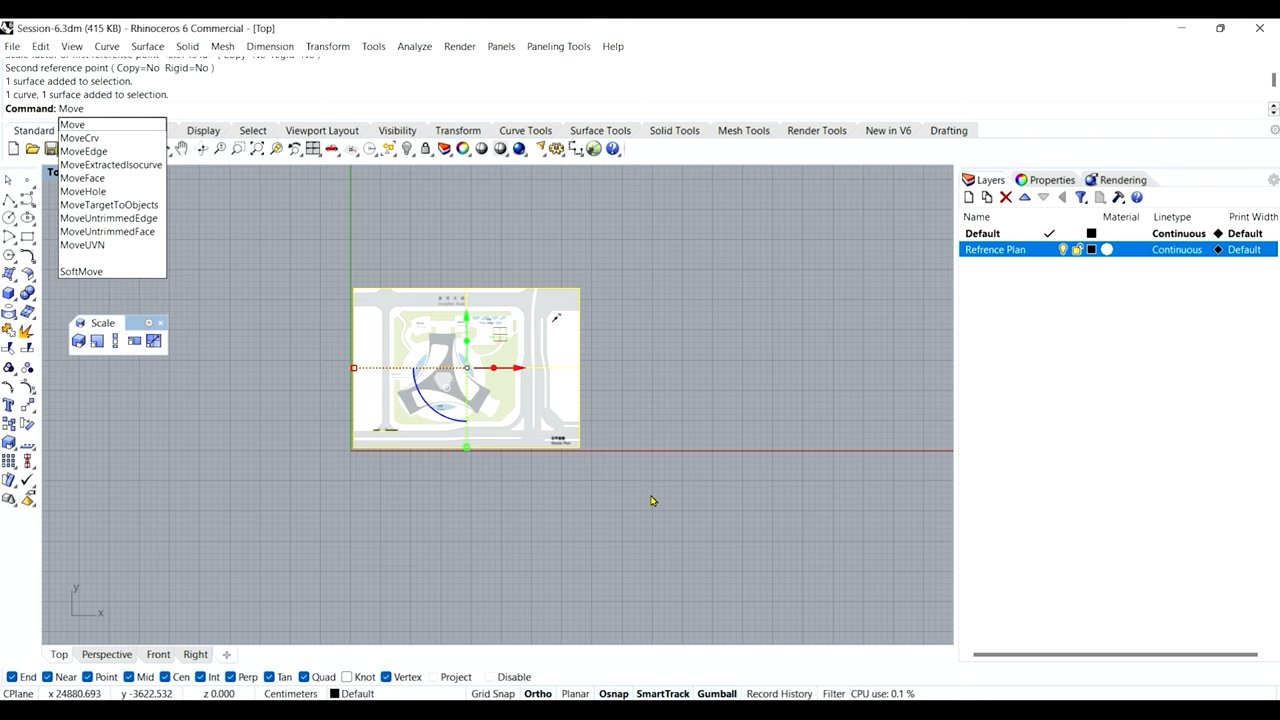 Session-6.3dm (415 KB) - Rhinoceros 6 Commercial - [Top]
File Edit View Curve Surface Solid Mesh Dimension Transform Tools Analyze Render Panels Paneling Tools Help
Second reference point ( Copy=No Rigid=No )
1 surface added to selection.
1 curve, 1 surface added to selection.
Command: Move
Move
MoveCrv
MoveEdge
MoveExtractedIsocurve
MoveFace
MoveHole
MoveTargetToObjects
MoveUntrimmedEdge
MoveUntrimmedFace
MoveUVN
SoftMove
Standard Display Select Viewport Layout Visibility Transform Curve Tools Surface Tools Solid Tools Mesh Tools Render Tools New in V6 Drafting
To
Scale
Layers Properties Rendering
Name Material Linetype Print Width
Default Continuous Default
Refrence Plan Continuous Default
y
x
Top Perspective Front Right
End Near Point Mid Cen Int Perp Tan Quad Knot Vertex Project Disable
CPlane x 24880.693 y -3622.532 z 0.000 Centimeters Default Grid Snap Ortho Planar Osnap SmartTrack Gumball Record History Filter CPU use: 0.1 %